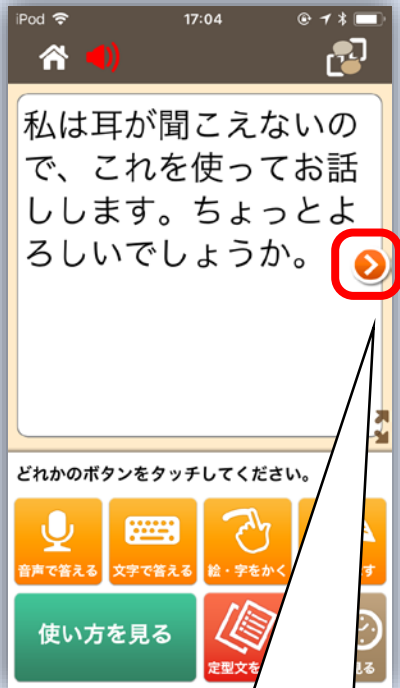 iPod 17:04
私は耳が聞こえないの
で、これを使ってお話
しします。ちょっとよ
ろしいでしょうか。
どれかのボタンをタッチしてください。
音声で答える 文字で答える 絵・字をかく す
使い方を見る 定型文を 見る